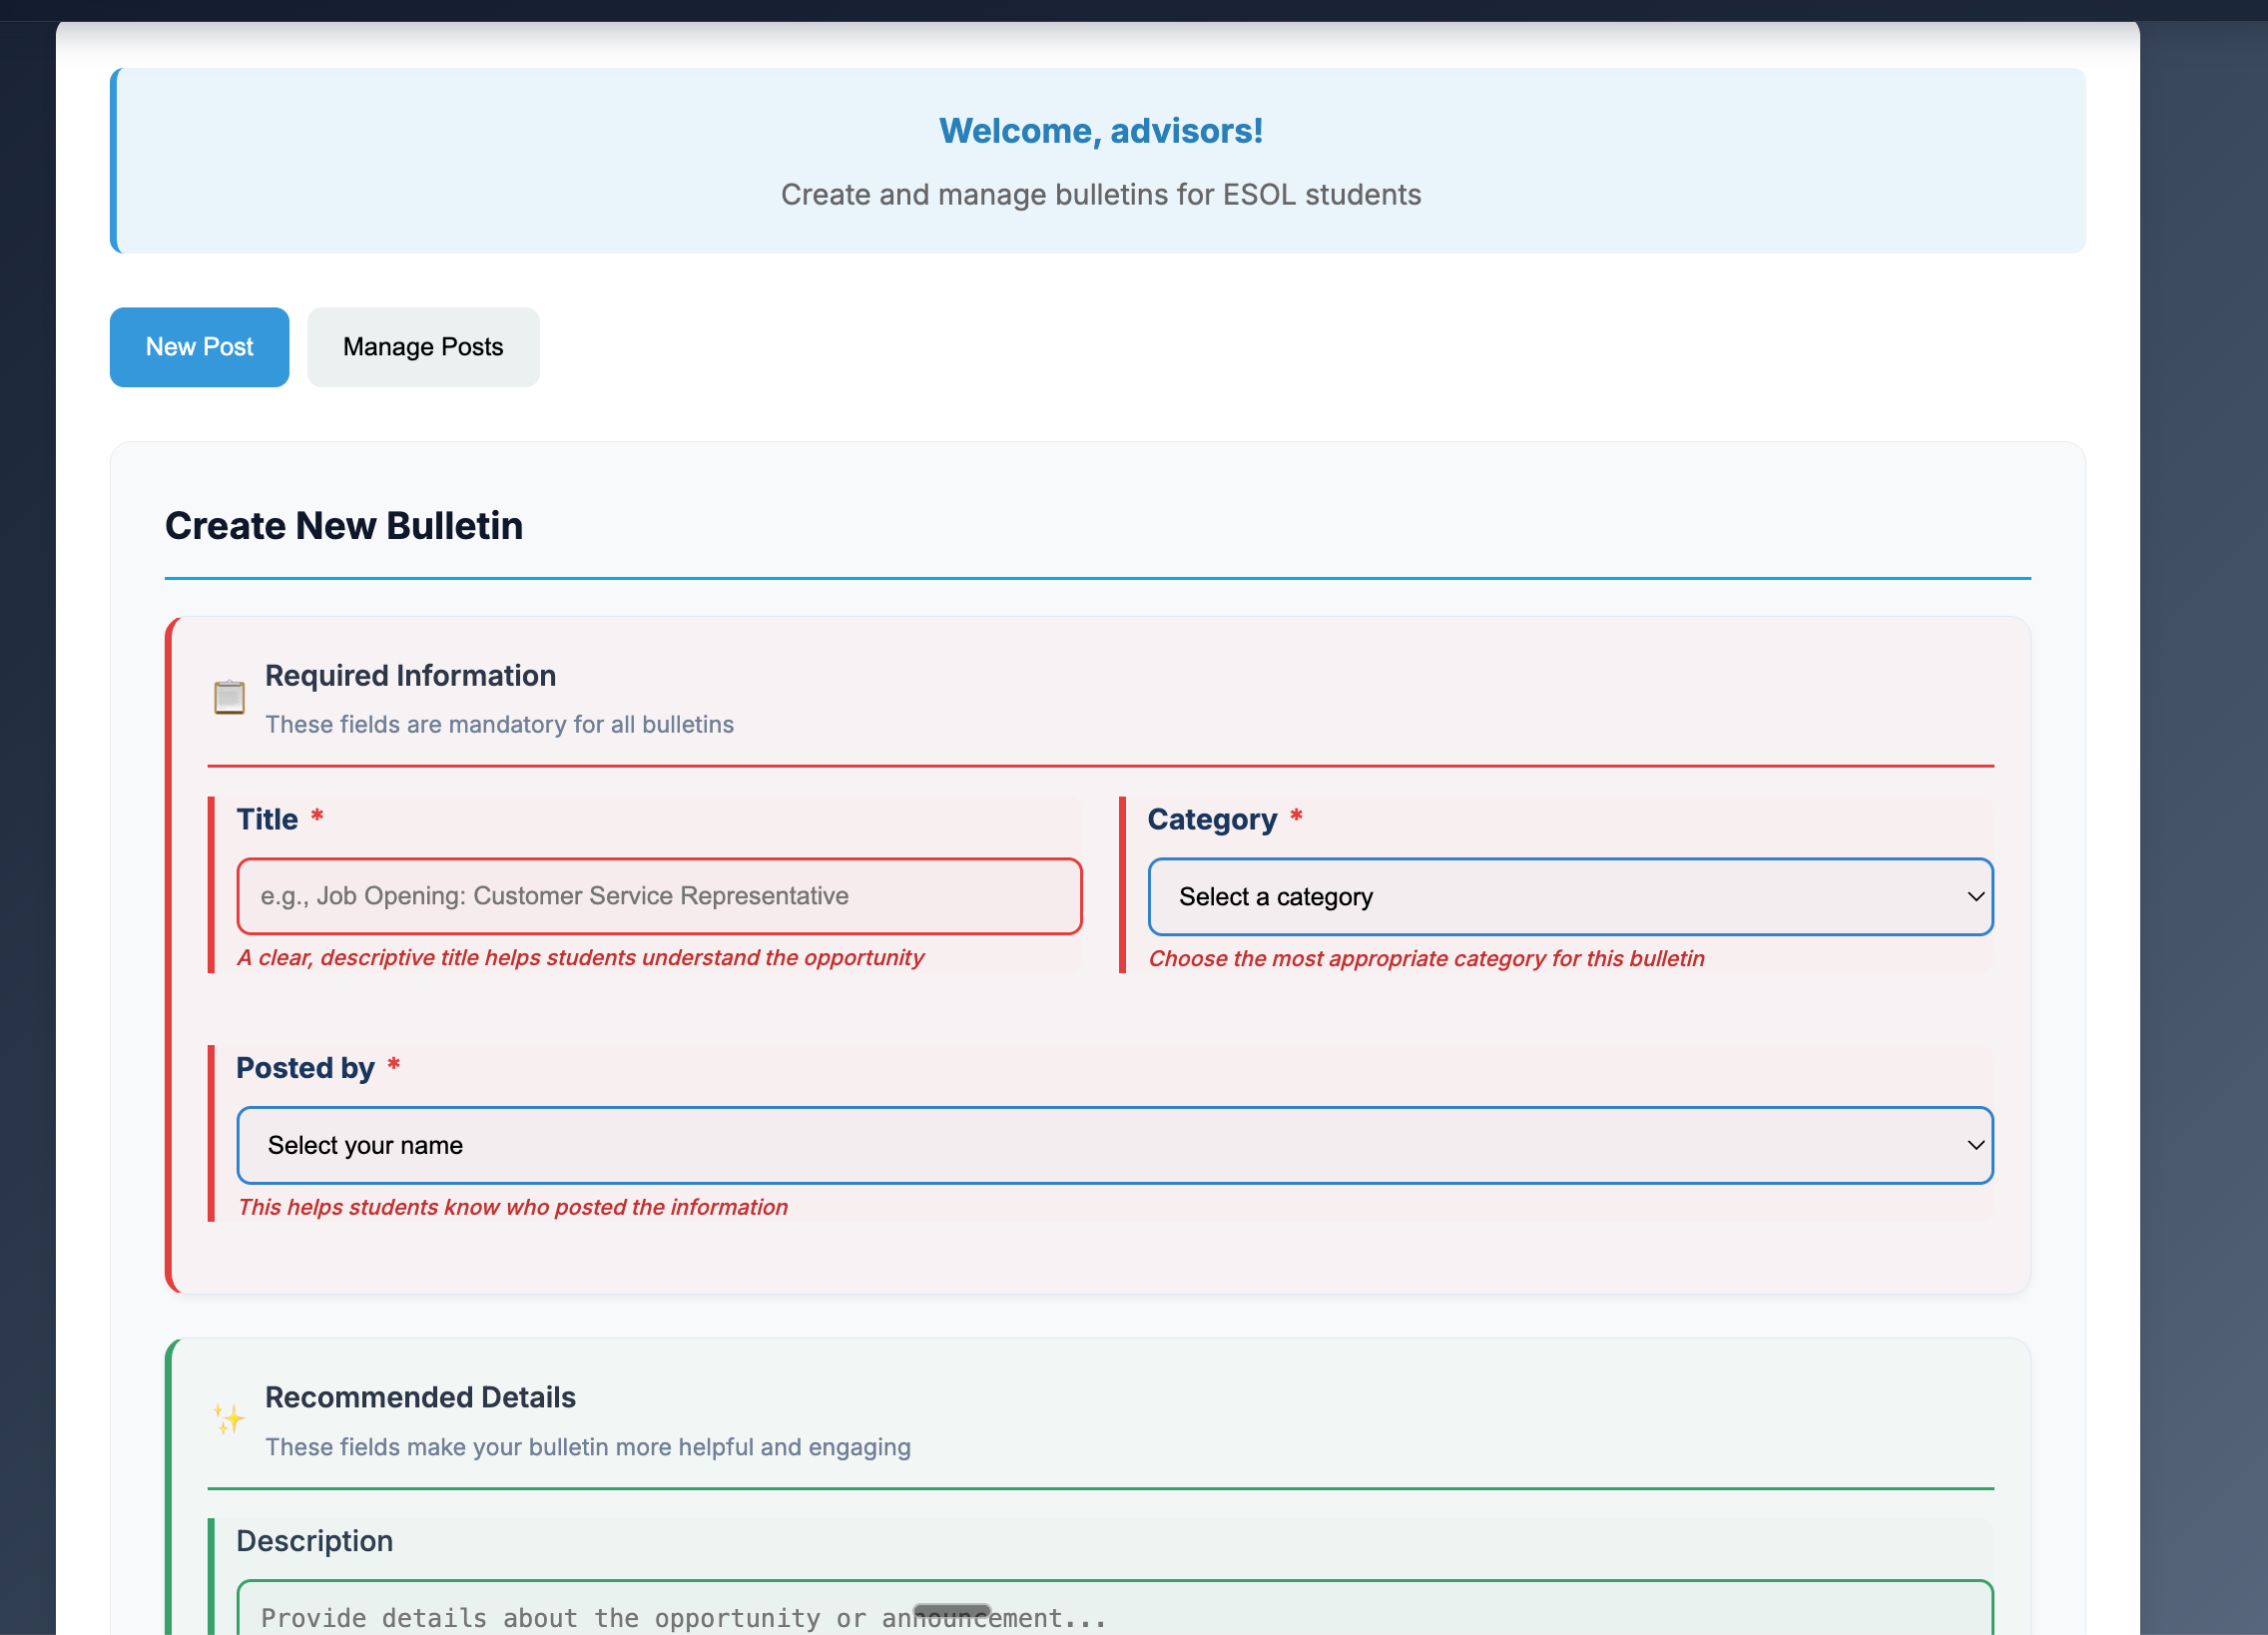 Welcome, advisors!
Create and manage bulletins for ESOL students
New Post
Manage Posts
Create New Bulletin
Required Information
These fields are mandatory for all bulletins
Title *
e.g., Job Opening: Customer Service Representative
A clear, descriptive title helps students understand the opportunity
Category *
Select a category
Choose the most appropriate category for this bulletin
Posted by *
Select your name
This helps students know who posted the information
Recommended Details
These fields make your bulletin more helpful and engaging
Description
Provide details about the opportunity or announcement...